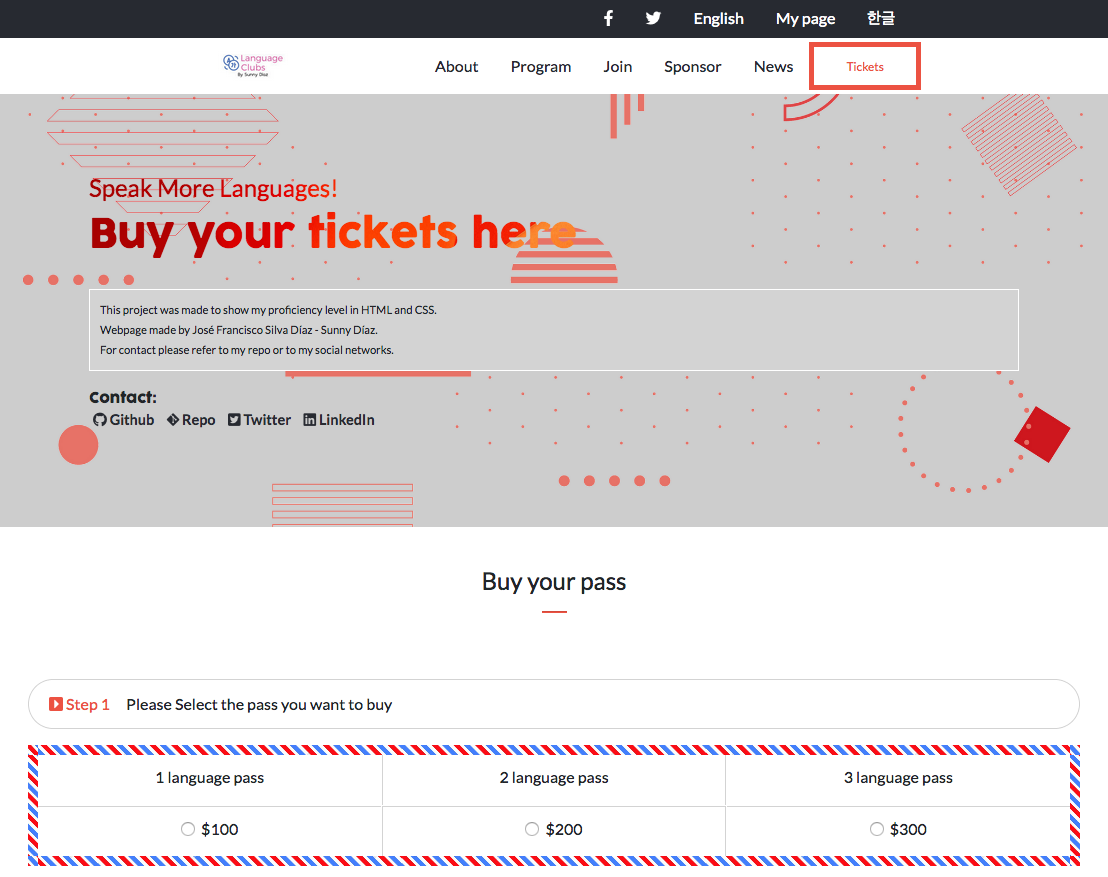 English My page 한글
Language
Clubs
By Sunny Diaz
About Program Join Sponsor News Tickets
Speak More Languages!
Buy your tickets here
This project was made to show my proficiency level in HTML and CSS.
Webpage made by José Francisco Silva Díaz - Sunny Díaz.
For contact please refer to my repo or to my social networks.
Contact:
Github Repo Twitter LinkedIn
Buy your pass
Step 1 Please Select the pass you want to buy
1 language pass 2 language pass 3 language pass
$100 $200 $300